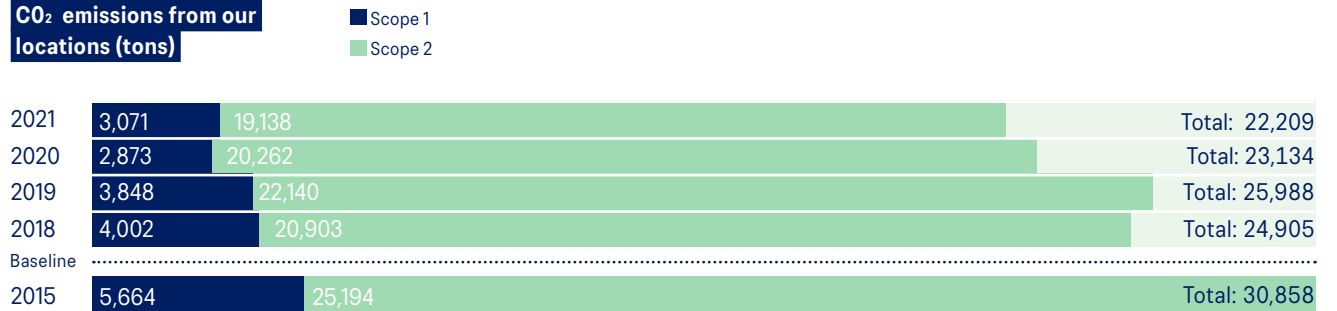 CO₂ emissions from our
locations (tons)
Scope 1
Scope 2
2021 3,071 19,138 Total: 22,209
2020 2,873 20,262 Total: 23,134
2019 3,848 22,140 Total: 25,988
2018 4,002 20,903 Total: 24,905
Baseline
2015 5,664 25,194 Total: 30,858